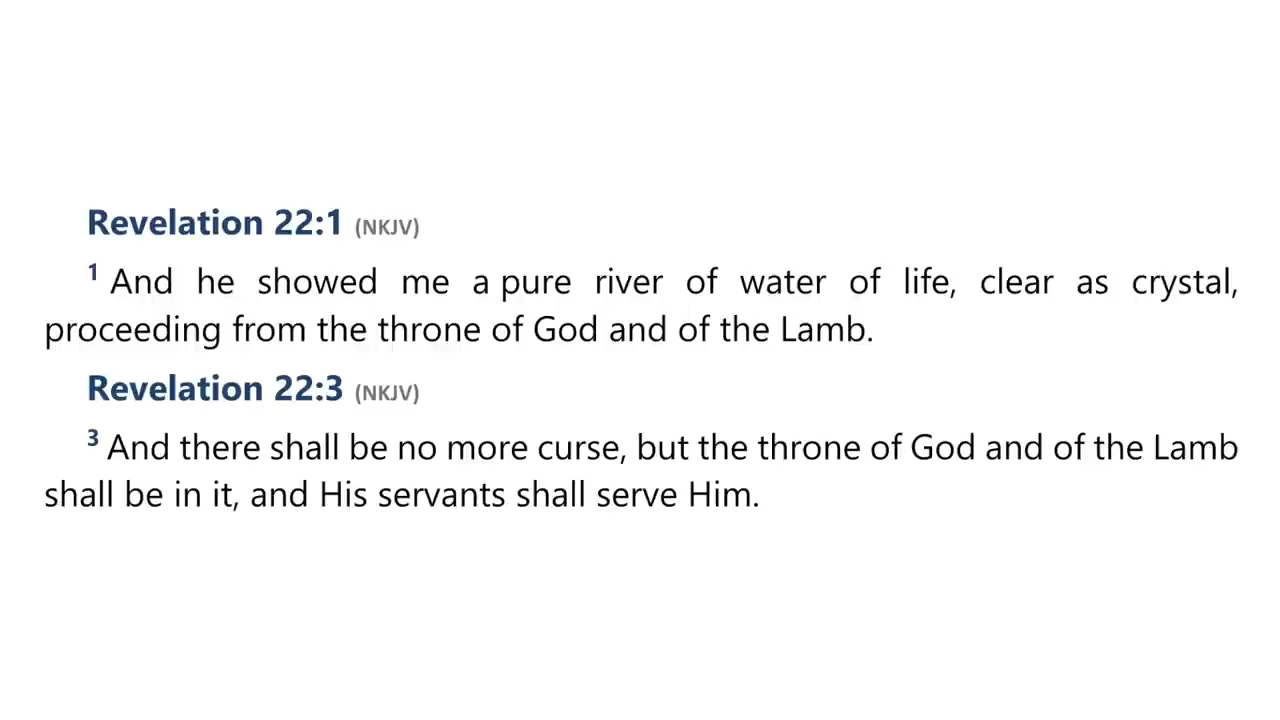 Revelation 22:1 (NKJV)
1 And he showed me a pure river of water of life, clear as crystal,
proceeding from the throne of God and of the Lamb.
Revelation 22:3 (NKJV)
3 And there shall be no more curse, but the throne of God and of the Lamb
shall be in it, and His servants shall serve Him.